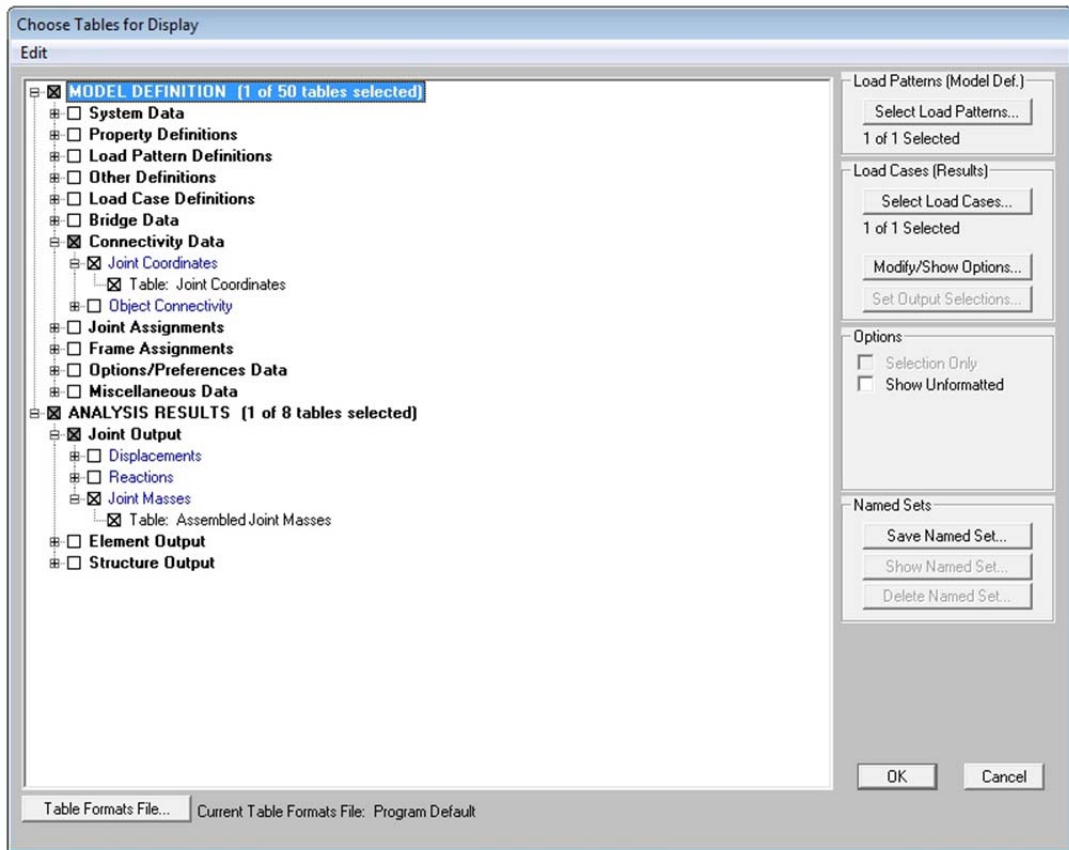 Choose Tables for Display
Edit
MODEL DEFINITION (1 of 50 tables selected)
System Data
Property Definitions
Load Pattern Definitions
Other Definitions
Load Case Definitions
Bridge Data
Connectivity Data
Joint Coordinates
Table: Joint Coordinates
Object Connectivity
Joint Assignments
Frame Assignments
Options/Preferences Data
Miscellaneous Data
ANALYSIS RESULTS (1 of 8 tables selected)
Joint Output
Displacements
Reactions
Joint Masses
Table: Assembled Joint Masses
Element Output
Structure Output
Load Patterns (Model Def.)
Select Load Patterns...
1 of 1 Selected
Load Cases (Results)
Select Load Cases...
1 of 1 Selected
Modify/Show Options...
Set Output Selections...
Options
Selection Only
Show Unformatted
Named Sets
Save Named Set...
Show Named Set...
Delete Named Set...
OK
Cancel
Table Formats File...
Current Table Formats File: Program Default